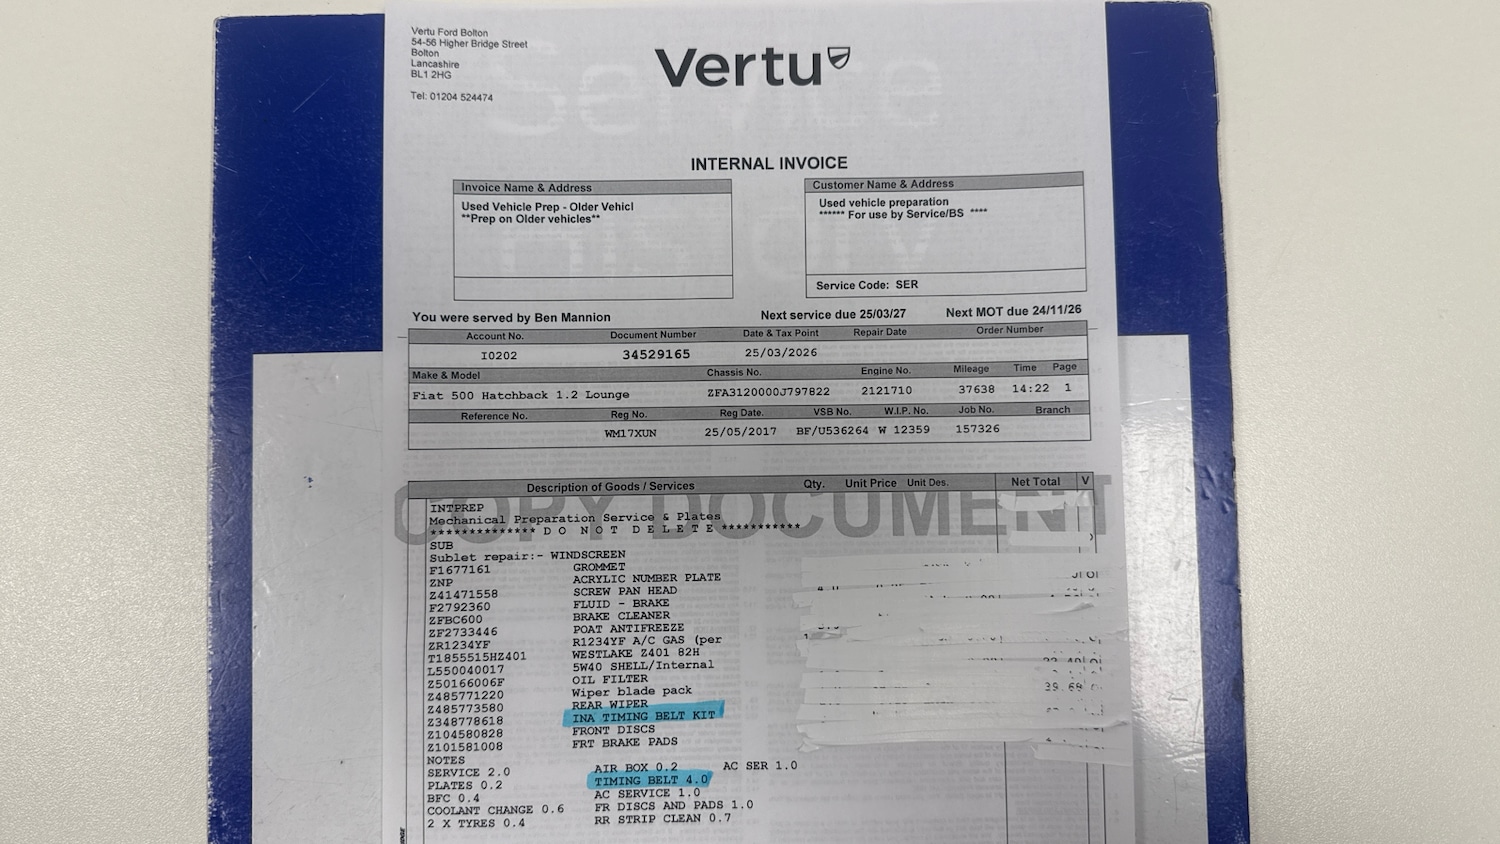 Vertu Ford Bolton
54-56 Higher Bridge Street
Bolton
Lancashire
BL1 2HG
Tel: 01204 524474
Vertu
INTERNAL INVOICE
Invoice Name & Address
Used Vehicle Prep - Older Vehicl
**Prep on Older vehicles**
Customer Name & Address
Used vehicle preparation
****** For use by Service/BS ****
Service Code: SER
You were served by Ben Mannion Next service due 25/03/27 Next MOT due 24/11/26
Account No. Document Number Date & Tax Point Repair Date Order Number
I0202 34529165 25/03/2026
Make & Model Chassis No. Engine No. Mileage Time Page
Fiat 500 Hatchback 1.2 Lounge ZFA3120000J797822 2121710 37638 14:22 1
Reference No. Reg No. Reg Date. VSB No. W.I.P. No. Job No. Branch
WM17XUN 25/05/2017 BF/U536264 W 12359 157326
Description of Goods / Services Qty. Unit Price Unit Des. Net Total V
COPY DOCUMENT
INTPREP
Mechanical Preparation Service & Plates
************** D O N O T D E L E T E ***********
SUB
Sublet repair:- WINDSCREEN
F1677161 GROMMET
ZNP ACRYLIC NUMBER PLATE
Z41471558 SCREW PAN HEAD
F2792360 FLUID - BRAKE
ZFBC600 BRAKE CLEANER
ZF2733446 POAT ANTIFREEZE
ZR1234YF R1234YF A/C GAS (per
T1855515HZ401 WESTLAKE Z401 82H
L550040017 5W40 SHELL/Internal
Z50166006F OIL FILTER
Z485771220 Wiper blade pack
Z485773580 REAR WIPER
Z348778618 INA TIMING BELT KIT
Z104580828 FRONT DISCS
Z101581008 FRT BRAKE PADS
NOTES
SERVICE 2.0 AIR BOX 0.2 AC SER 1.0
PLATES 0.2 TIMING BELT 4.0
BFC 0.4 AC SERVICE 1.0
COOLANT CHANGE 0.6 FR DISCS AND PADS 1.0
2 X TYRES 0.4 RR STRIP CLEAN 0.7